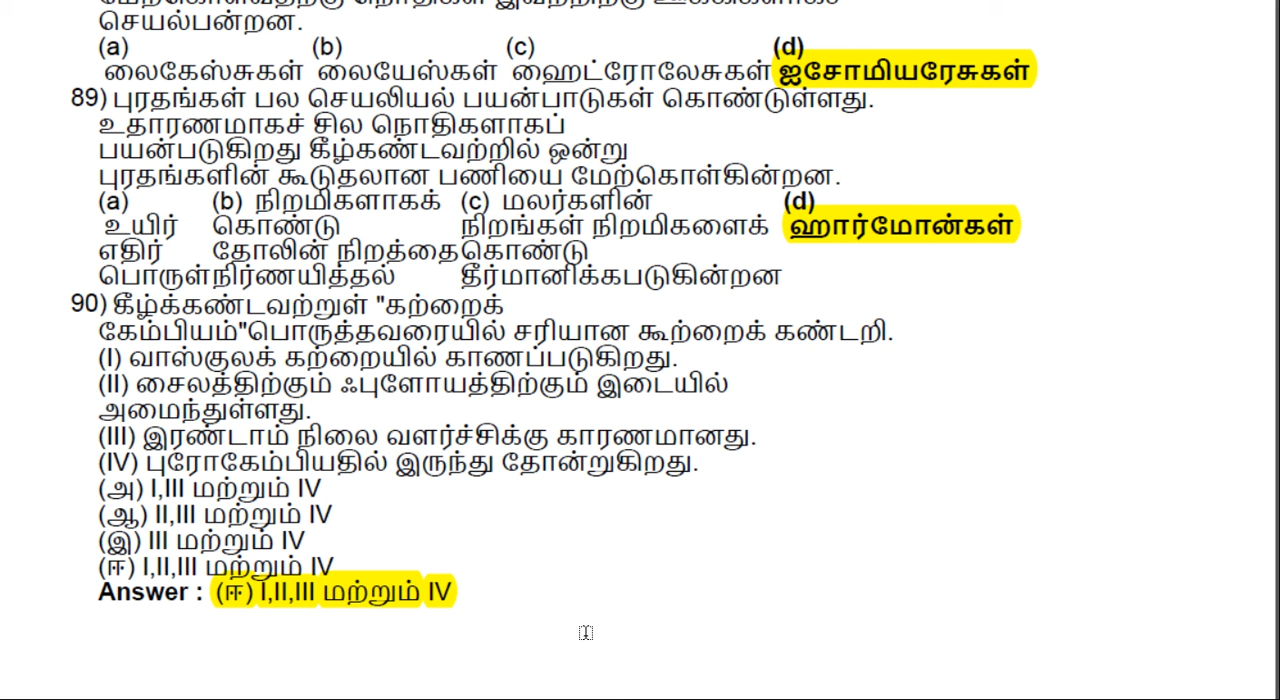 செயல்பன்றன.
(a) (b) (c) (d)
லைகேஸ்சுகள் லையேஸ்கள் ஹைட்ரோலேசுகள் ஐசோமியரேசுகள்
89) புரதங்கள் பல செயலியல் பயன்பாடுகள் கொண்டுள்ளது.
உதாரணமாகச் சில நொதிகளாகப்
பயன்படுகிறது கீழ்கண்டவற்றில் ஒன்று
புரதங்களின் கூடுதலான பணியை மேற்கொள்கின்றன.
(a) (b) நிறமிகளாகக் (c) மலர்களின் (d)
உயிர் கொண்டு நிறங்கள் நிறமிகளைக் ஹார்மோன்கள்
எதிர் தோலின் நிறத்தை கொண்டு
பொருள் நிர்ணயித்தல் தீர்மானிக்கபடுகின்றன
90) கீழ்க்கண்டவற்றுள் "கற்றைக்
கேம்பியம்"பொருத்தவரையில் சரியான கூற்றைக் கண்டறி.
(I) வாஸ்குலக் கற்றையில் காணப்படுகிறது.
(II) சைலத்திற்கும் ஃபுளோயத்திற்கும் இடையில்
அமைந்துள்ளது.
(III) இரண்டாம் நிலை வளர்ச்சிக்கு காரணமானது.
(IV) புரோகேம்பியதில் இருந்து தோன்றுகிறது.
(அ) I,III மற்றும் IV
(ஆ) II,III மற்றும் IV
(இ) III மற்றும் IV
(ஈ) I,II,III மற்றும் IV
Answer : (ஈ) I,II,III மற்றும் IV